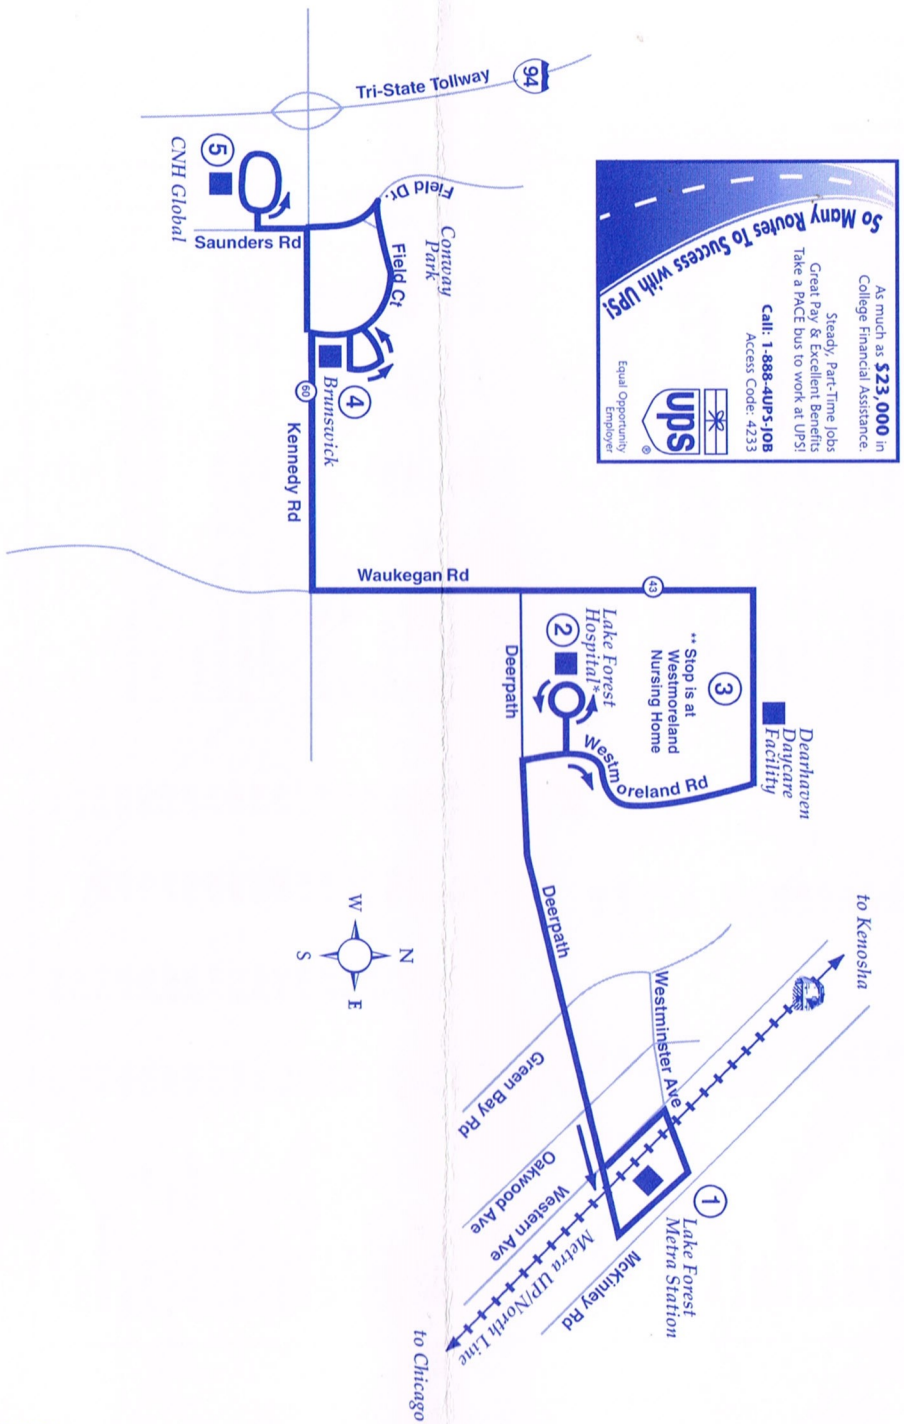 As much as $23,000 in
College Financial Assistance.
Steady, Part-Time Jobs
Great Pay & Excellent Benefits
Take a PACE bus to work at UPS!
Call: 1-888-4UPS-JOB
Access Code: 4233
So Many Routes To Success with UPS!
ups
®
Equal Opportunity
Employer
94
Tri-State Tollway
5
CNH Global
Saunders Rd
Field Dr.
Conway
Park
Field Ct
4
Brunswick
60
Kennedy Rd
Waukegan Rd
43
Dearhaven
Daycare
Facility
3
** Stop is at
Westmoreland
Nursing Home
Lake Forest
Hospital*
2
Westmoreland Rd
Deerpath
Deerpath
W
N
S
E
to Kenosha
Westminster Ave
Green Bay Rd
Oakwood Ave
Western Ave
Metra UP/North Line
McKinley Rd
1
Lake Forest
Metra Station
to Chicago